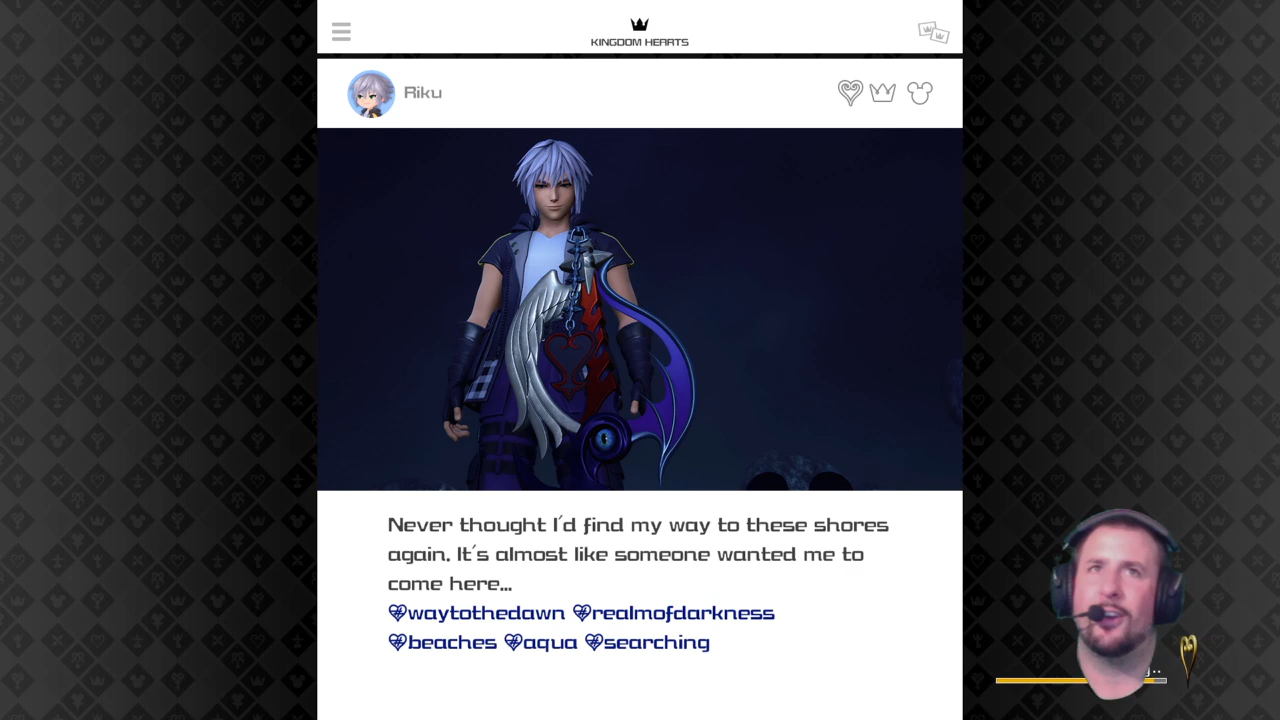 KINGDOM HEARTS
Riku
Never thought I'd find my way to these shores
again. It's almost like someone wanted me to
come here...
#waytothedawn #realmofdarkness
#beaches #aqua #searching
g..